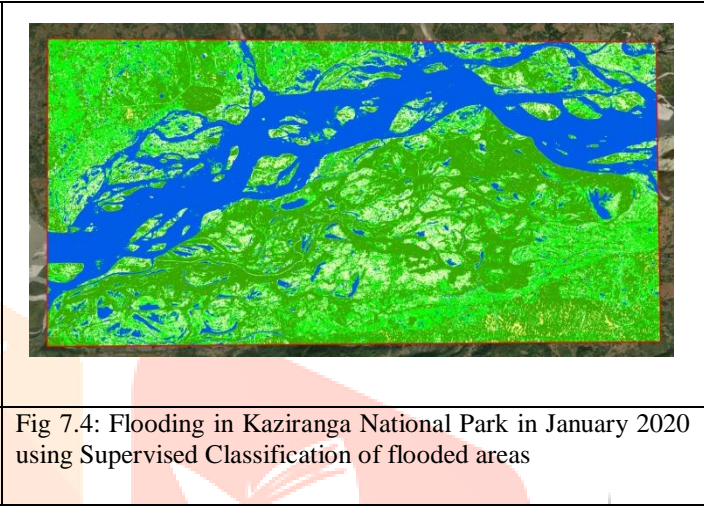 Fig 7.4: Flooding in Kaziranga National Park in January 2020
using Supervised Classification of flooded areas